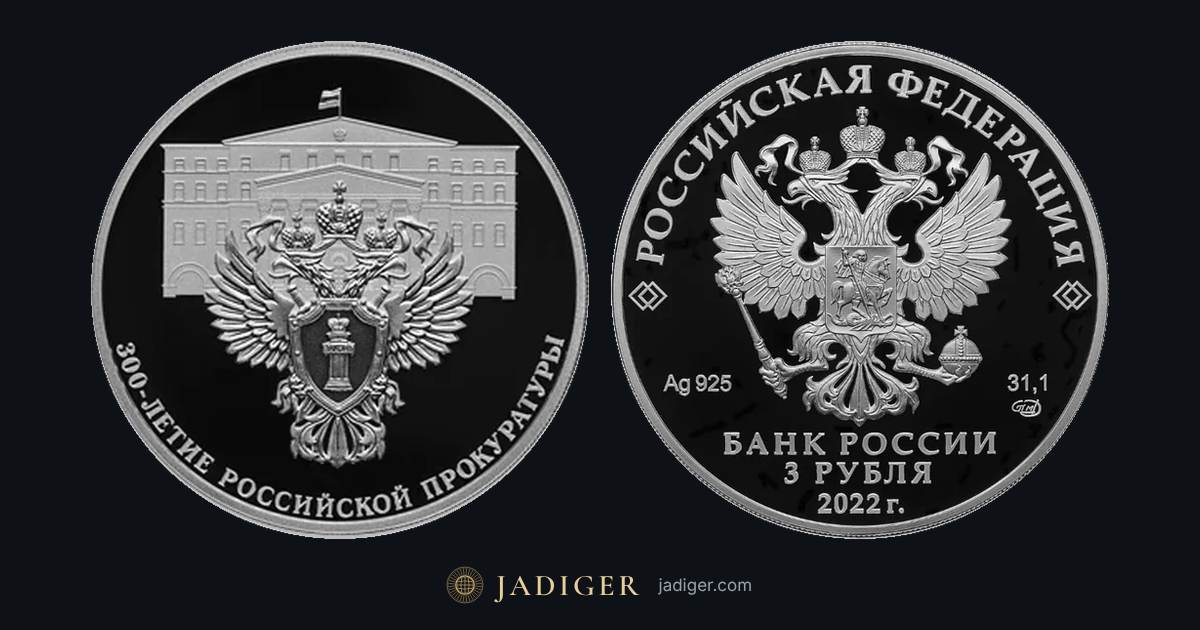 300-ЛЕТИЕ РОССИЙСКОЙ ПРОКУРАТУРЫ
РОССИЙСКАЯ ФЕДЕРАЦИЯ
Ag 925
31,1
БАНК РОССИИ
3 РУБЛЯ
2022 г.
JADIGER jadiger.com